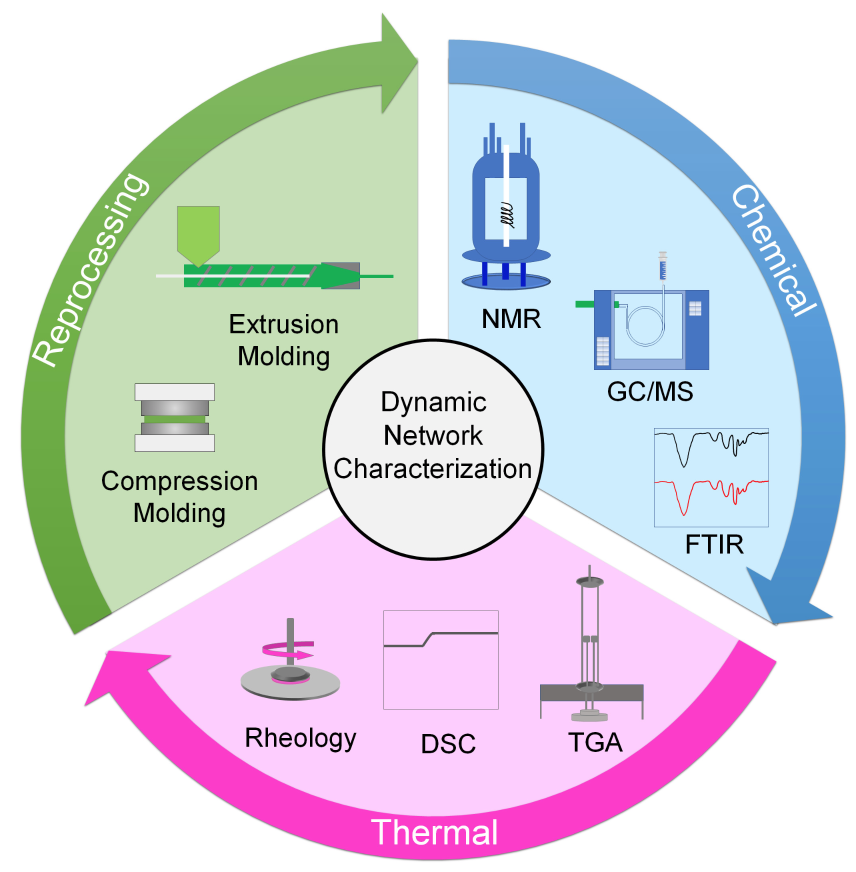 Reprocessing
Extrusion
Molding
Compression
Molding
Chemical
NMR
GC/MS
FTIR
Dynamic
Network
Characterization
Rheology
DSC
TGA
Thermal